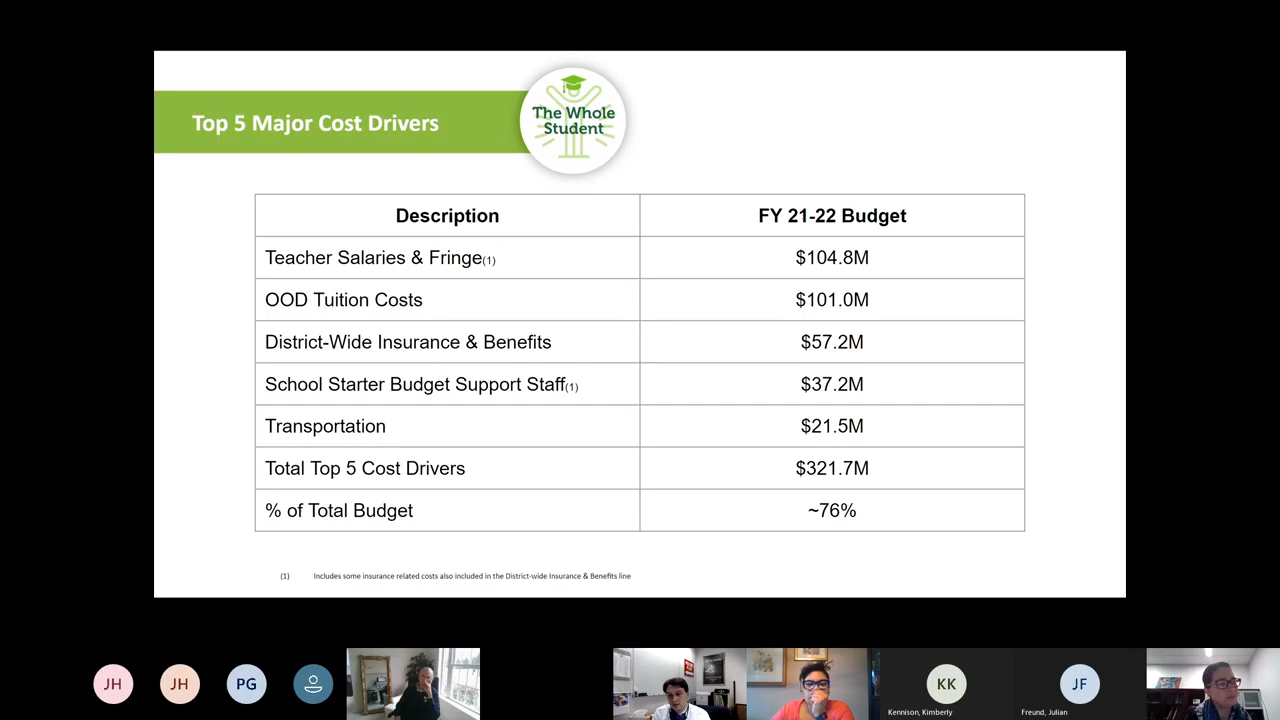 Top 5 Major Cost Drivers
The Whole
Student
Description FY 21-22 Budget
Teacher Salaries & Fringe(1) $104.8M
OOD Tuition Costs $101.0M
District-Wide Insurance & Benefits $57.2M
School Starter Budget Support Staff(1) $37.2M
Transportation $21.5M
Total Top 5 Cost Drivers $321.7M
% of Total Budget ~76%
(1) Includes some insurance related costs also included in the District-wide Insurance & Benefits line
JH JH PG KK JF
Kennison, Kimberly Freund, Julian